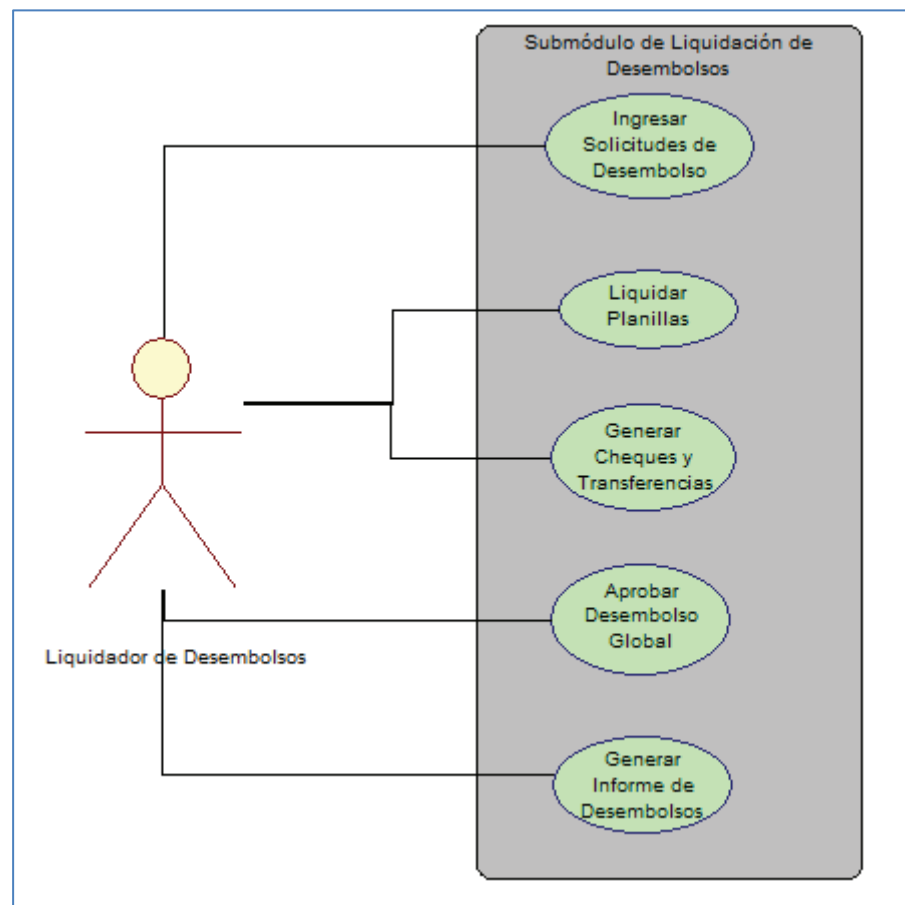 Submódulo de Liquidación de
Desembolsos
Ingresar
Solicitudes de
Desembolso
Liquidar
Planillas
Generar
Cheques y
Transferencias
Aprobar
Desembolso
Global
Liquidador de Desembolsos
Generar
Informe de
Desembolsos